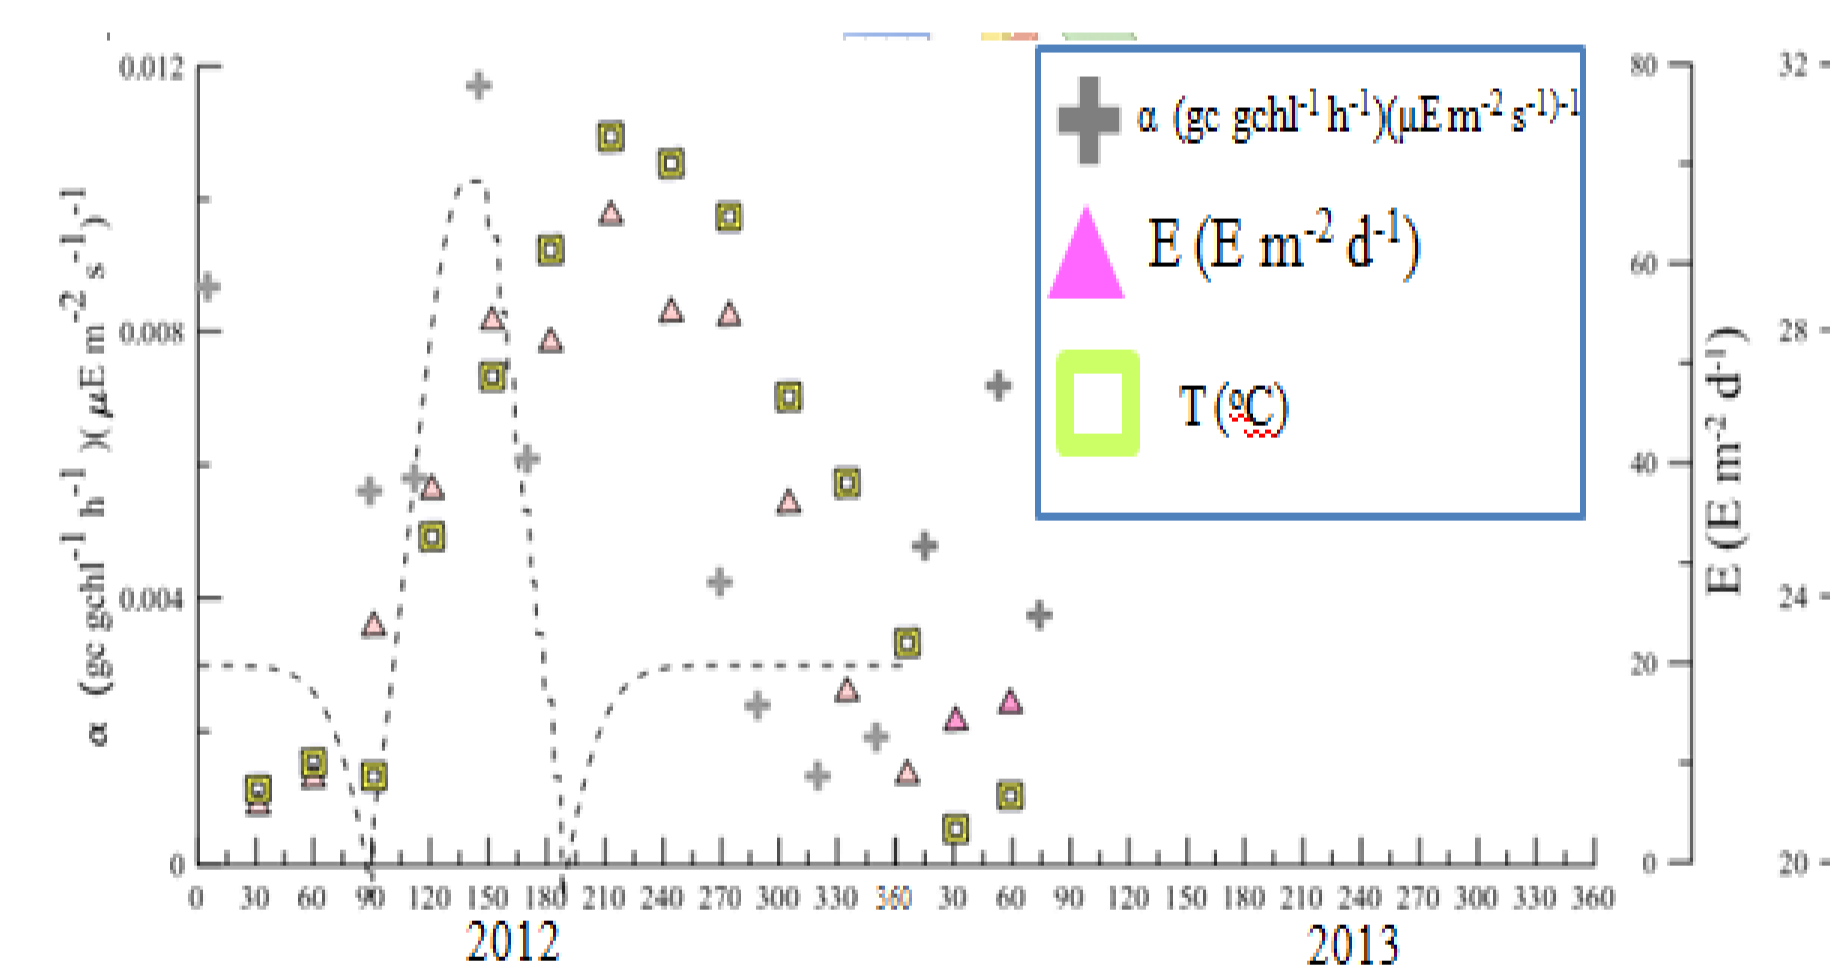 α (gc gchl⁻¹ h⁻¹)(μE m⁻² s⁻¹)⁻¹
0.012
0.008
0.004
0
α (gc gchl⁻¹ h⁻¹)(μE m⁻² s⁻¹)⁻¹
E (E m⁻² d⁻¹)
T (ºC)
80
60
40
20
0
E (E m⁻² d⁻¹)
32
28
24
20
0 30 60 90 120 150 180 210 240 270 300 330 360 30 60 90 120 150 180 210 240 270 300 330 360
2012 2013